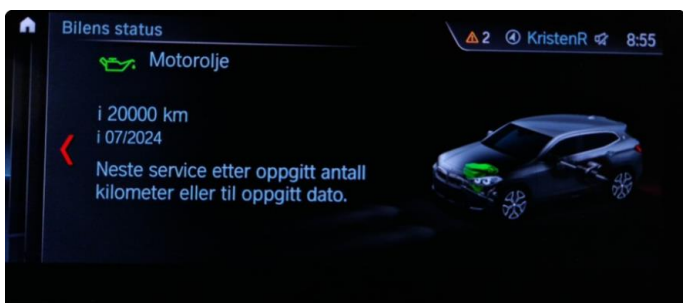 Bilens status
2 KristenR 8:55
Motorolje
i 20000 km
i 07/2024
Neste service etter oppgitt antall
kilometer eller til oppgitt dato.